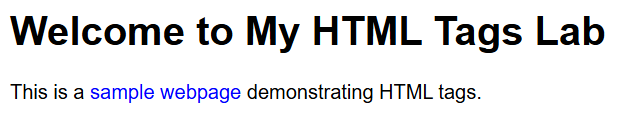 Welcome to My HTML Tags Lab
This is a sample webpage demonstrating HTML tags.